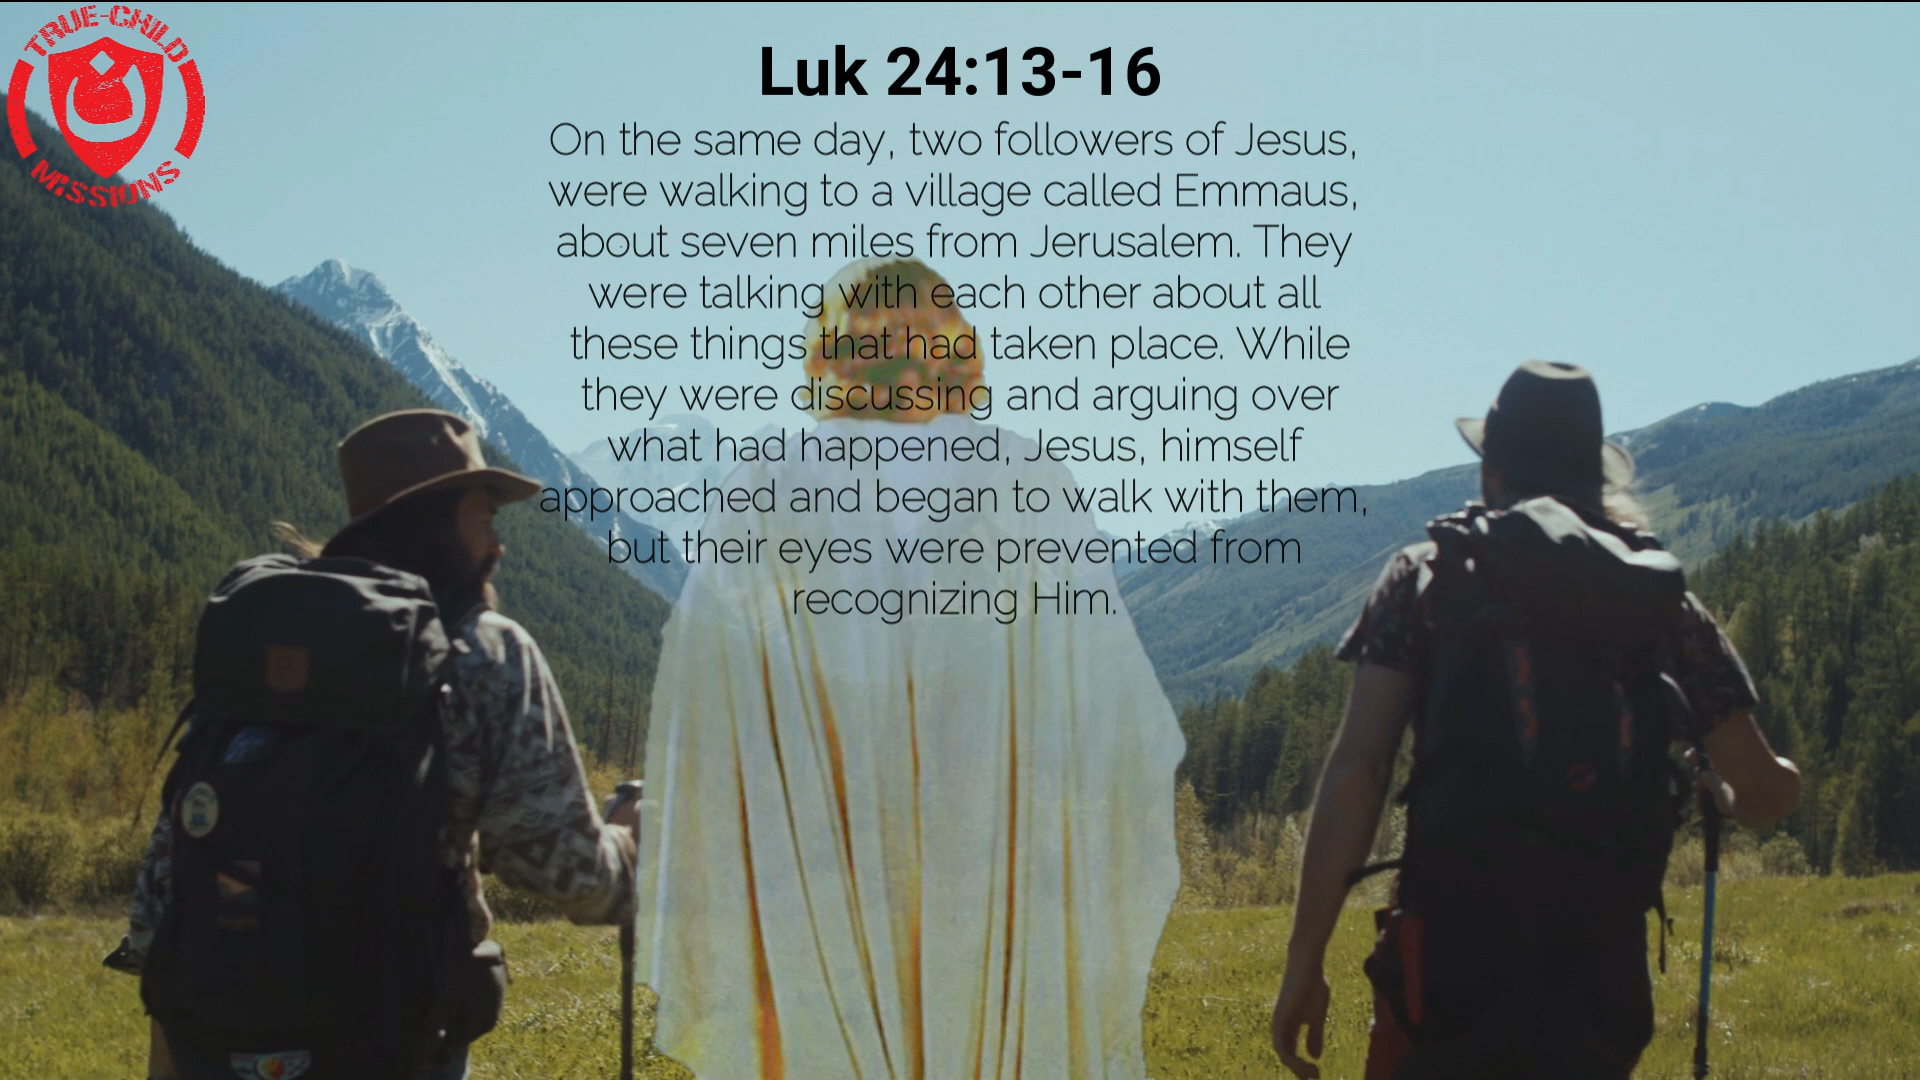 TRUE-CHILD
MISSIONS
Luk 24:13-16
On the same day, two followers of Jesus,
were walking to a village called Emmaus,
about seven miles from Jerusalem. They
were talking with each other about all
these things that had taken place. While
they were discussing and arguing over
what had happened, Jesus, himself
approached and began to walk with them,
but their eyes were prevented from
recognizing Him.